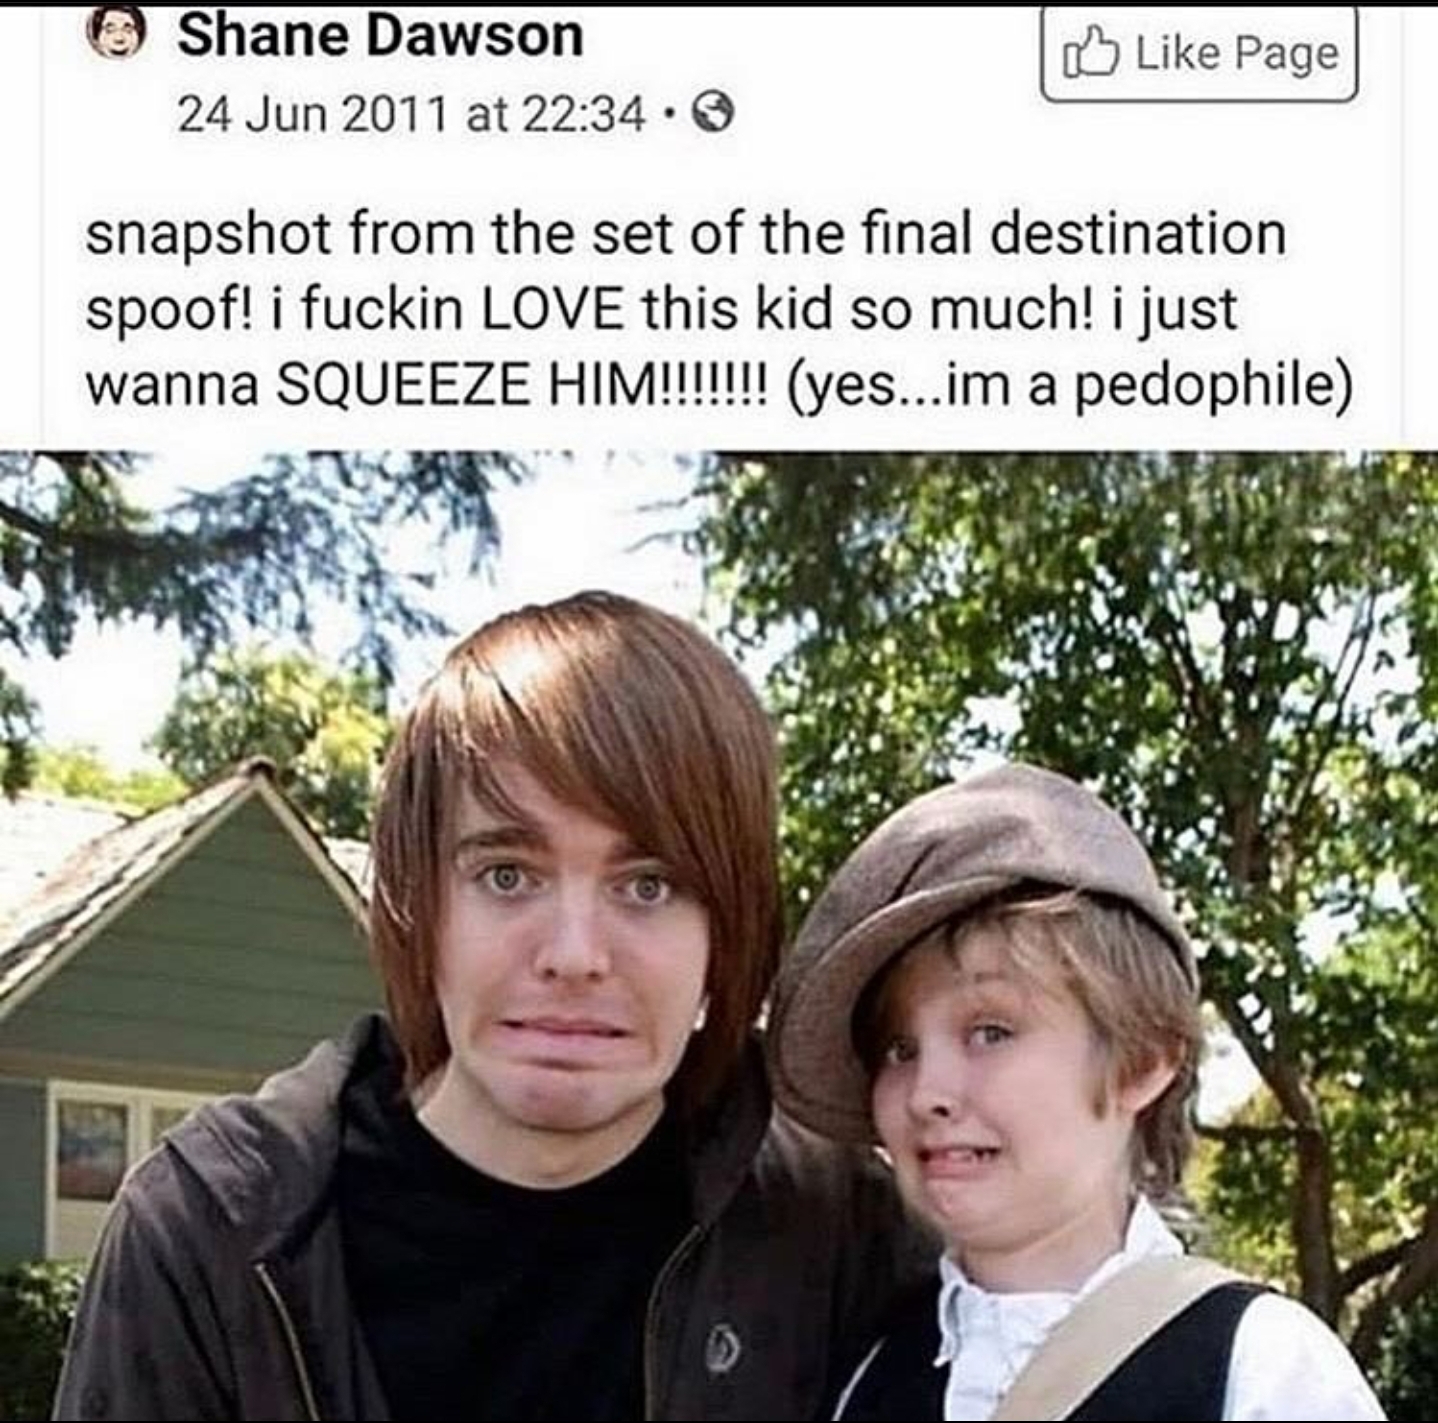 Shane Dawson
Like Page
24 Jun 2011 at 22:34 •
snapshot from the set of the final destination
spoof! i fuckin LOVE this kid so much! i just
wanna SQUEEZE HIM!!!!!!! (yes...im a pedophile)